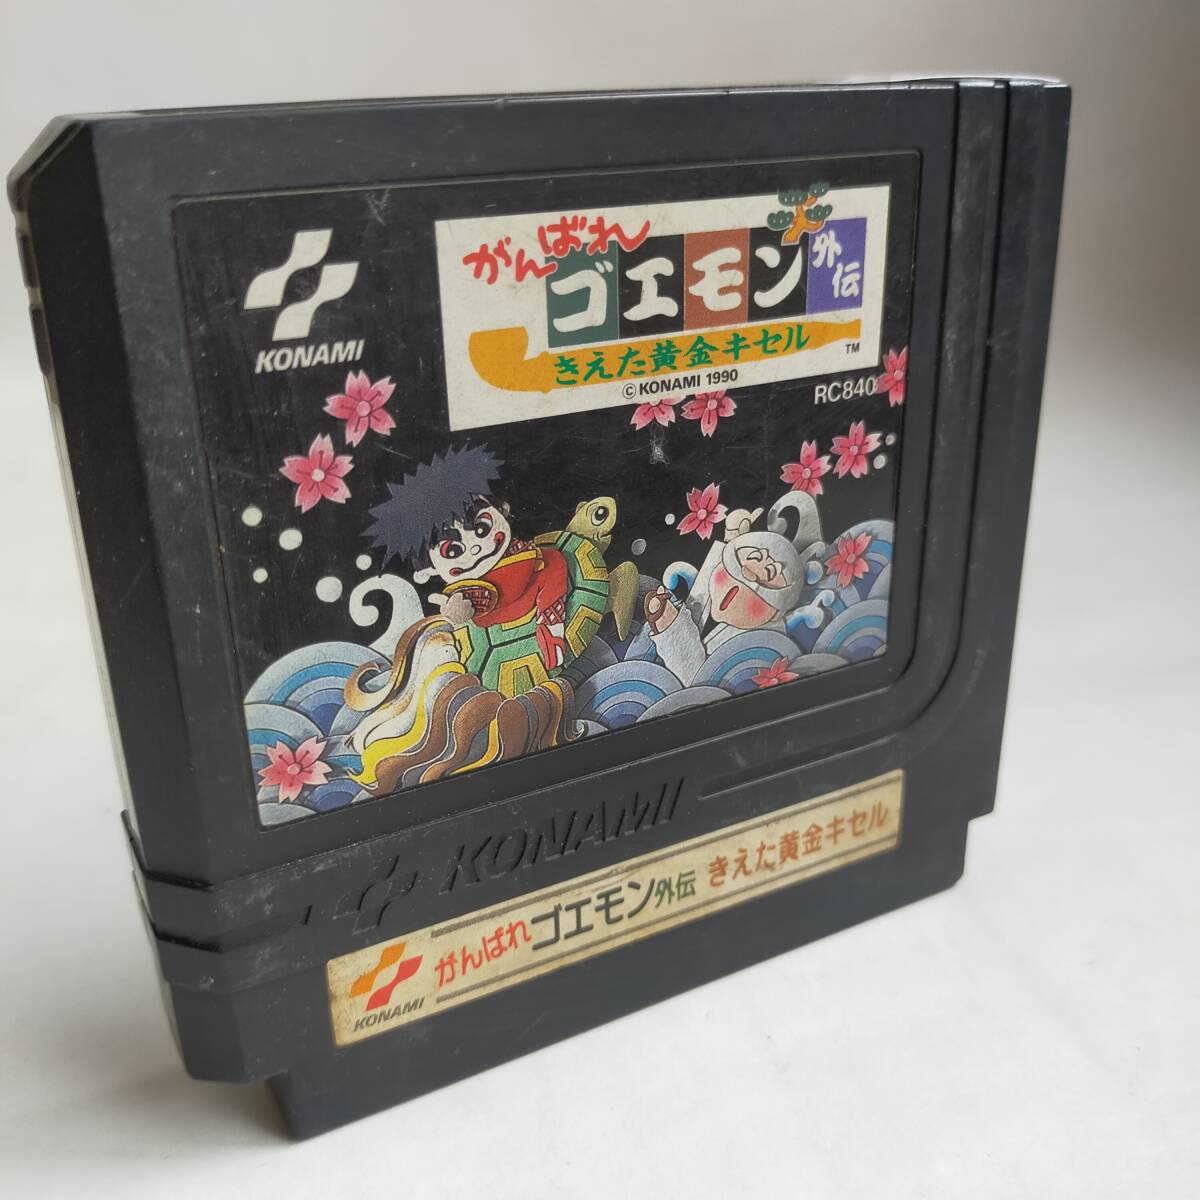 KONAMI
がんばれ
ゴエモン外伝
きえた黄金キセル
TM
© KONAMI 1990
RC840
KONAMI
KONAMI
がんばれゴエモン外伝 きえた黄金キセル